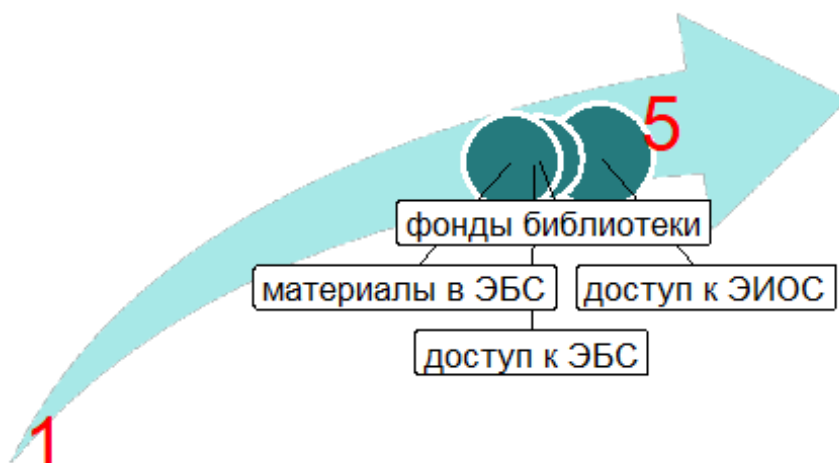 5
фонды библиотеки
материалы в ЭБС
доступ к ЭИОС
доступ к ЭБС
1